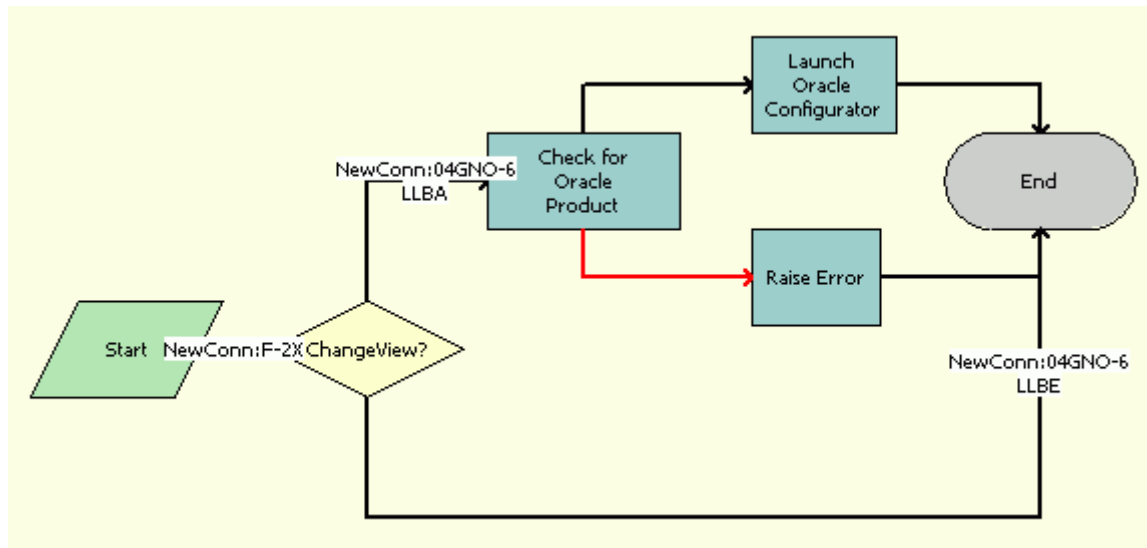 Launch
Oracle
Configurator
NewConn:04GNO-6
LLBA
Check for
Oracle
Product
End
Raise Error
Start
NewConn:F-2X
ChangeView?
NewConn:04GNO-6
LLBE